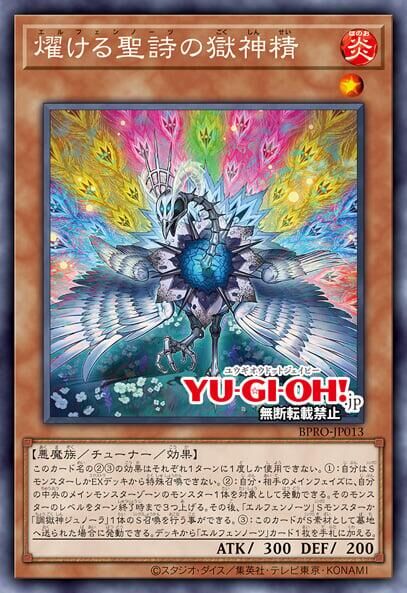 エルフェンノーツ ごくしんせい
燿ける聖詩の獄神精
ほのお
炎
ユウギオウドットジェイピー
YU-GI-OH!.jp
無断転載禁止
BPRO-JP013
【悪魔族／チューナー／効果】
このカード名の②③の効果はそれぞれ1ターンに1度しか使用できない。①：自分はS
モンスターしかEXデッキから特殊召喚できない。②：自分・相手のメインフェイズに、自分
の中央のメインモンスターゾーンのモンスター1体を対象として発動できる。そのモンス
ターのレベルをターン終了時まで3つ上げる。その後、「エルフェンノーツ」Sモンスターか
「調獄神ジュノーラ」1体のS召喚を行う事ができる。③：このカードがS素材として墓地
へ送られた場合に発動できる。デッキから「エルフェンノーツ」カード1枚を手札に加える。
ATK/ 300 DEF/ 200
©スタジオ・ダイス／集英社・テレビ東京・KONAMI